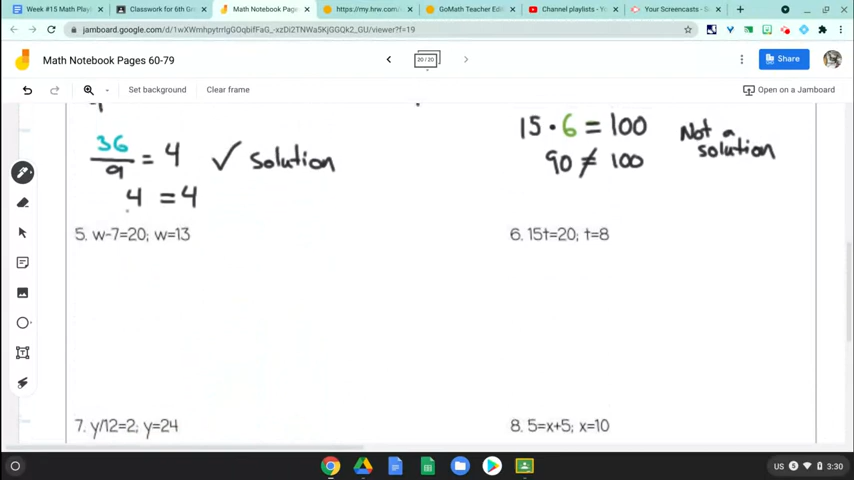 Week #15 Math Play
Classwork for 6th Gr
Math Notebook Page
https://my.hrw.com
GoMath Teacher Edi
Channel playlists - Y
Your Screencasts - S
jamboard.google.com/d/1wXWmhpytrrlgGOqbifFaG_-xzDi2TNWa5KjGGQk2_GU/viewer?f=19
Math Notebook Pages 60-79
20 / 20
Share
Set background
Clear frame
Open on a Jamboard
36
9
= 4
✓ solution
4 = 4
15 · 6 = 100
90 ≠ 100
Not a
solution
5. w-7=20; w=13
6. 15t=20; t=8
7. y/12=2; y=24
8. 5=x+5; x=10
US
3:30